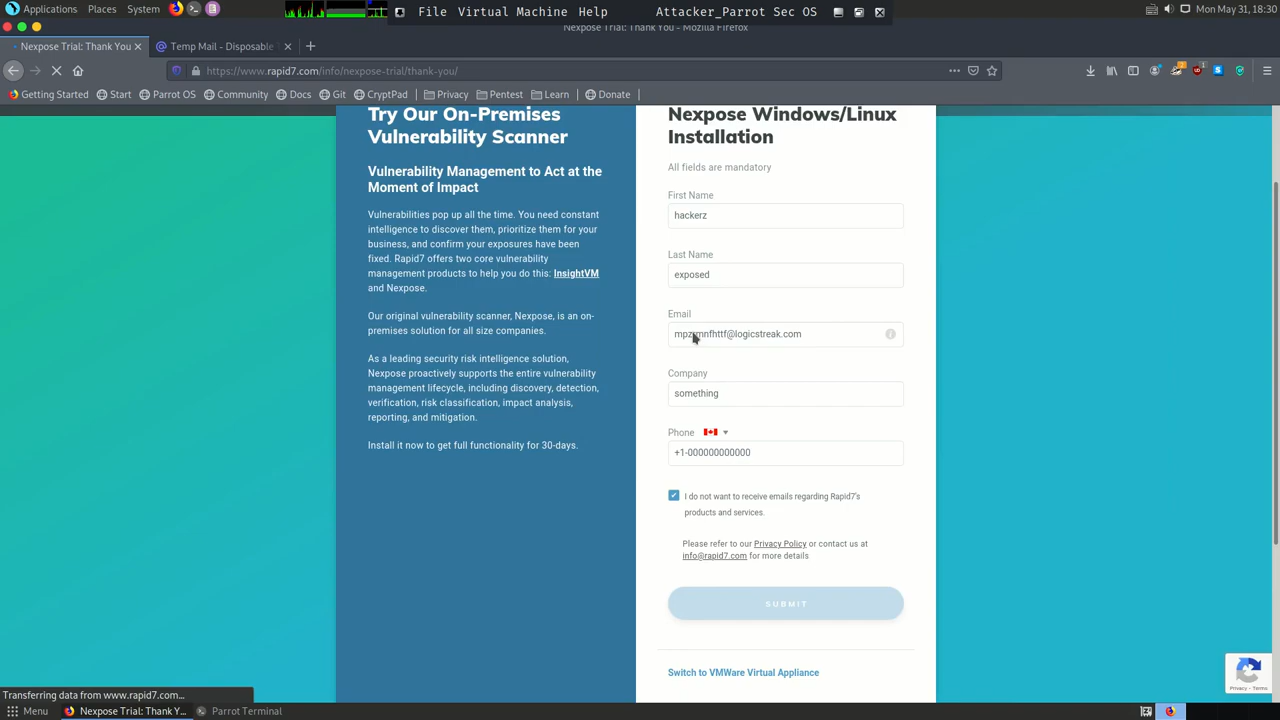 Applications Places System
File Virtual Machine Help Attacker_Parrot Sec OS
Mon May 31, 18:30
Nexpose Trial: Thank You - Mozilla Firefox
Nexpose Trial: Thank You
Temp Mail - Disposable
https://www.rapid7.com/info/nexpose-trial/thank-you/
Getting Started Start Parrot OS Community Docs Git CryptPad Privacy Pentest Learn Donate
Try Our On-Premises
Vulnerability Scanner
Vulnerability Management to Act at the
Moment of Impact
Vulnerabilities pop up all the time. You need constant
intelligence to discover them, prioritize them for your
business, and confirm your exposures have been
fixed. Rapid7 offers two core vulnerability
management products to help you do this: InsightVM
and Nexpose.
Our original vulnerability scanner, Nexpose, is an on-
premises solution for all size companies.
As a leading security risk intelligence solution,
Nexpose proactively supports the entire vulnerability
management lifecycle, including discovery, detection,
verification, risk classification, impact analysis,
reporting, and mitigation.
Install it now to get full functionality for 30-days.
Nexpose Windows/Linux
Installation
All fields are mandatory
First Name
hackerz
Last Name
exposed
Email
Company
something
Phone
+1-000000000000
I do not want to receive emails regarding Rapid7's
products and services.
Please refer to our Privacy Policy or contact us at
info@rapid7.com for more details
SUBMIT
Switch to VMWare Virtual Appliance
Privacy - Terms
Transferring data from www.rapid7.com...
Menu
Nexpose Trial: Thank Y...
Parrot Terminal